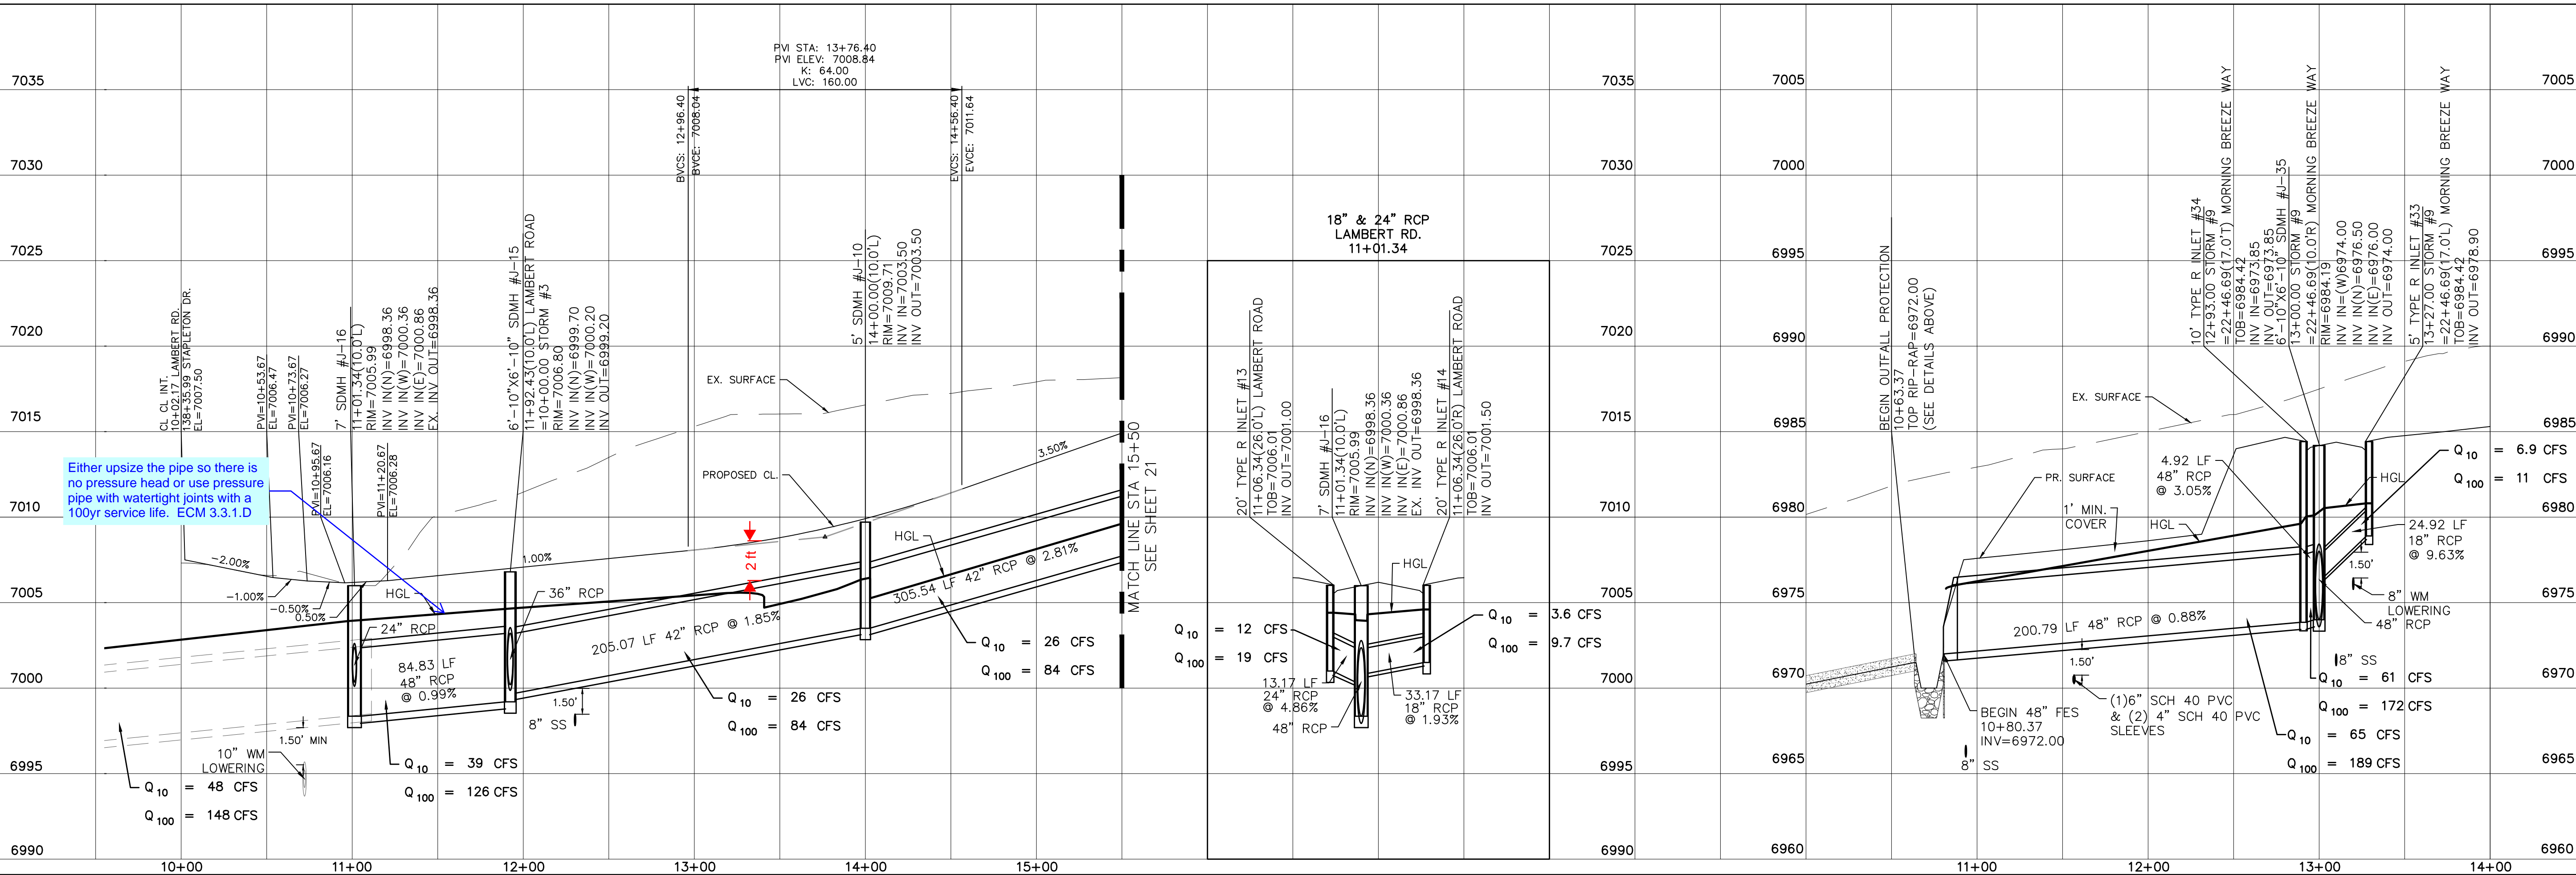 PVI STA: 13+76.40
PVI ELEV: 7008.84
K: 64.00
LVC: 160.00
BVCS: 12+96.40
BVCE: 7008.04
EVCS: 14+56.40
EVCE: 7011.64
7035
7030
7025
7020
7015
7010
7005
7000
6995
6990
CL CL INT.
10+02.17 LAMBERT RD.
138+35.99 STAPLETON DR.
EL=7007.50
PVI=10+53.67
EL=7006.47
PVI=10+73.67
EL=7006.27
PVI=10+95.67
EL=7006.16
7' SDMH #J-16
11+01.34(10.0'L)
RIM=7005.99
INV IN(N)=6998.36
INV IN(W)=7000.36
INV IN(E)=7000.86
EX. INV OUT=6998.36
PVI=11+20.67
EL=7006.28
6'-10"X6'-10" SDMH #J-15
11+92.43(10.0'L) LAMBERT ROAD
=10+00.00 STORM #3
RIM=7006.80
INV IN(N)=6999.70
INV IN(W)=7000.20
INV OUT=6999.20
5' SDMH #J-10
14+00.00(10.0'L)
RIM=7009.71
INV IN=7003.50
INV OUT=7003.50
Either upsize the pipe so there is
no pressure head or use pressure
pipe with watertight joints with a
100yr service life. ECM 3.3.1.D
EX. SURFACE
PROPOSED CL.
-2.00%
-1.00%
-0.50%
0.50%
1.00%
3.50%
HGL
2 ft
HGL
24" RCP
36" RCP
84.83 LF
48" RCP
@ 0.99%
205.07 LF 42" RCP @ 1.85%
305.54 LF 42" RCP @ 2.81%
1.50'
8" SS
1.50' MIN
10" WM
LOWERING
Q10 = 48 CFS
Q100 = 148 CFS
Q10 = 39 CFS
Q100 = 126 CFS
Q10 = 26 CFS
Q100 = 84 CFS
Q10 = 26 CFS
Q100 = 84 CFS
MATCH LINE STA 15+50
SEE SHEET 21
10+00
11+00
12+00
13+00
14+00
15+00
18" & 24" RCP
LAMBERT RD.
11+01.34
20' TYPE R INLET #13
11+06.34(26.0'L) LAMBERT ROAD
TOB=7006.01
INV OUT=7001.00
7' SDMH #J-16
11+01.34(10.0'L)
RIM=7005.99
INV IN(N)=6998.36
INV IN(W)=7000.36
INV IN(E)=7000.86
EX. INV OUT=6998.36
20' TYPE R INLET #14
11+06.34(26.0'R) LAMBERT ROAD
TOB=7006.01
INV OUT=7001.50
HGL
Q10 = 12 CFS
Q100 = 19 CFS
Q10 = 3.6 CFS
Q100 = 9.7 CFS
13.17 LF
24" RCP
@ 4.86%
48" RCP
33.17 LF
18" RCP
@ 1.93%
7035
7030
7025
7020
7015
7010
7005
7000
6995
6990
7005
7000
6995
6990
6985
6980
6975
6970
6965
6960
BEGIN OUTFALL PROTECTION
10+63.37
TOP RIP-RAP=6972.00
(SEE DETAILS ABOVE)
10' TYPE R INLET #34
12+93.00 STORM #9
=22+46.69(17.0'T) MORNING BREEZE WAY
TOB=6984.42
INV IN=6973.85
INV OUT=6973.85
6'-10"X6'-10" SDMH #J-35
13+00.00 STORM #9
=22+46.69(10.0'R) MORNING BREEZE WAY
RIM=6984.19
INV IN=(W)6974.00
INV IN(N)=6976.50
INV IN(E)=6976.00
INV OUT=6974.00
5' TYPE R INLET #33
13+27.00 STORM #9
=22+46.69(17.0'L) MORNING BREEZE WAY
TOB=6984.42
INV OUT=6978.90
EX. SURFACE
PR. SURFACE
1' MIN.
COVER
HGL
4.92 LF
48" RCP
@ 3.05%
HGL
Q10 = 6.9 CFS
Q100 = 11 CFS
24.92 LF
18" RCP
@ 9.63%
1.50'
8" WM
LOWERING
48" RCP
200.79 LF 48" RCP @ 0.88%
1.50'
(1)6" SCH 40 PVC
& (2) 4" SCH 40 PVC
SLEEVES
BEGIN 48" FES
10+80.37
INV=6972.00
8" SS
8" SS
Q10 = 61 CFS
Q100 = 172 CFS
Q10 = 65 CFS
Q100 = 189 CFS
11+00
12+00
13+00
14+00
7005
7000
6995
6990
6985
6980
6975
6970
6965
6960